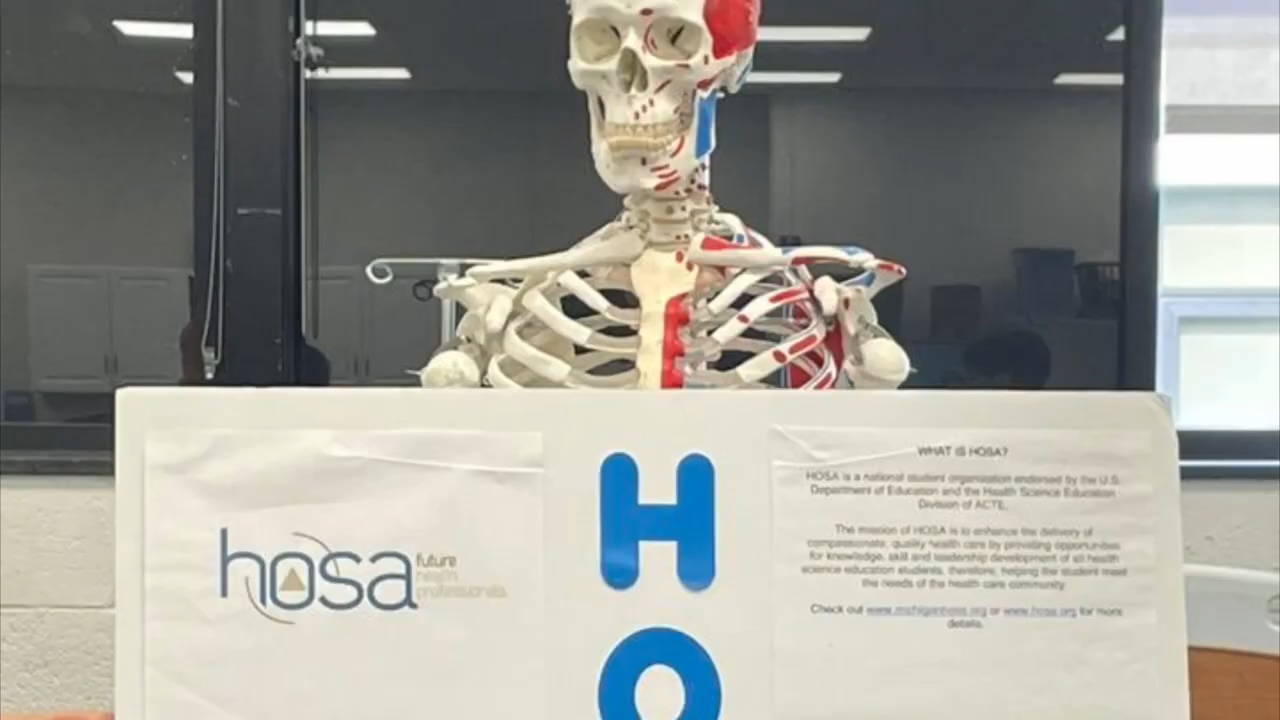 hosa future
health
professionals
H
O
WHAT IS HOSA?
HOSA is a national student organization endorsed by the U.S.
Department of Education and the Health Science Education
Division of ACTE.
The mission of HOSA is to enhance the delivery of
compassionate, quality health care by providing opportunities
for knowledge, skill and leadership development of all health
science education students, therefore, helping the student meet
the needs of the health care community
Check out www.michiganhosa.org or www.hosa.org for more
details.